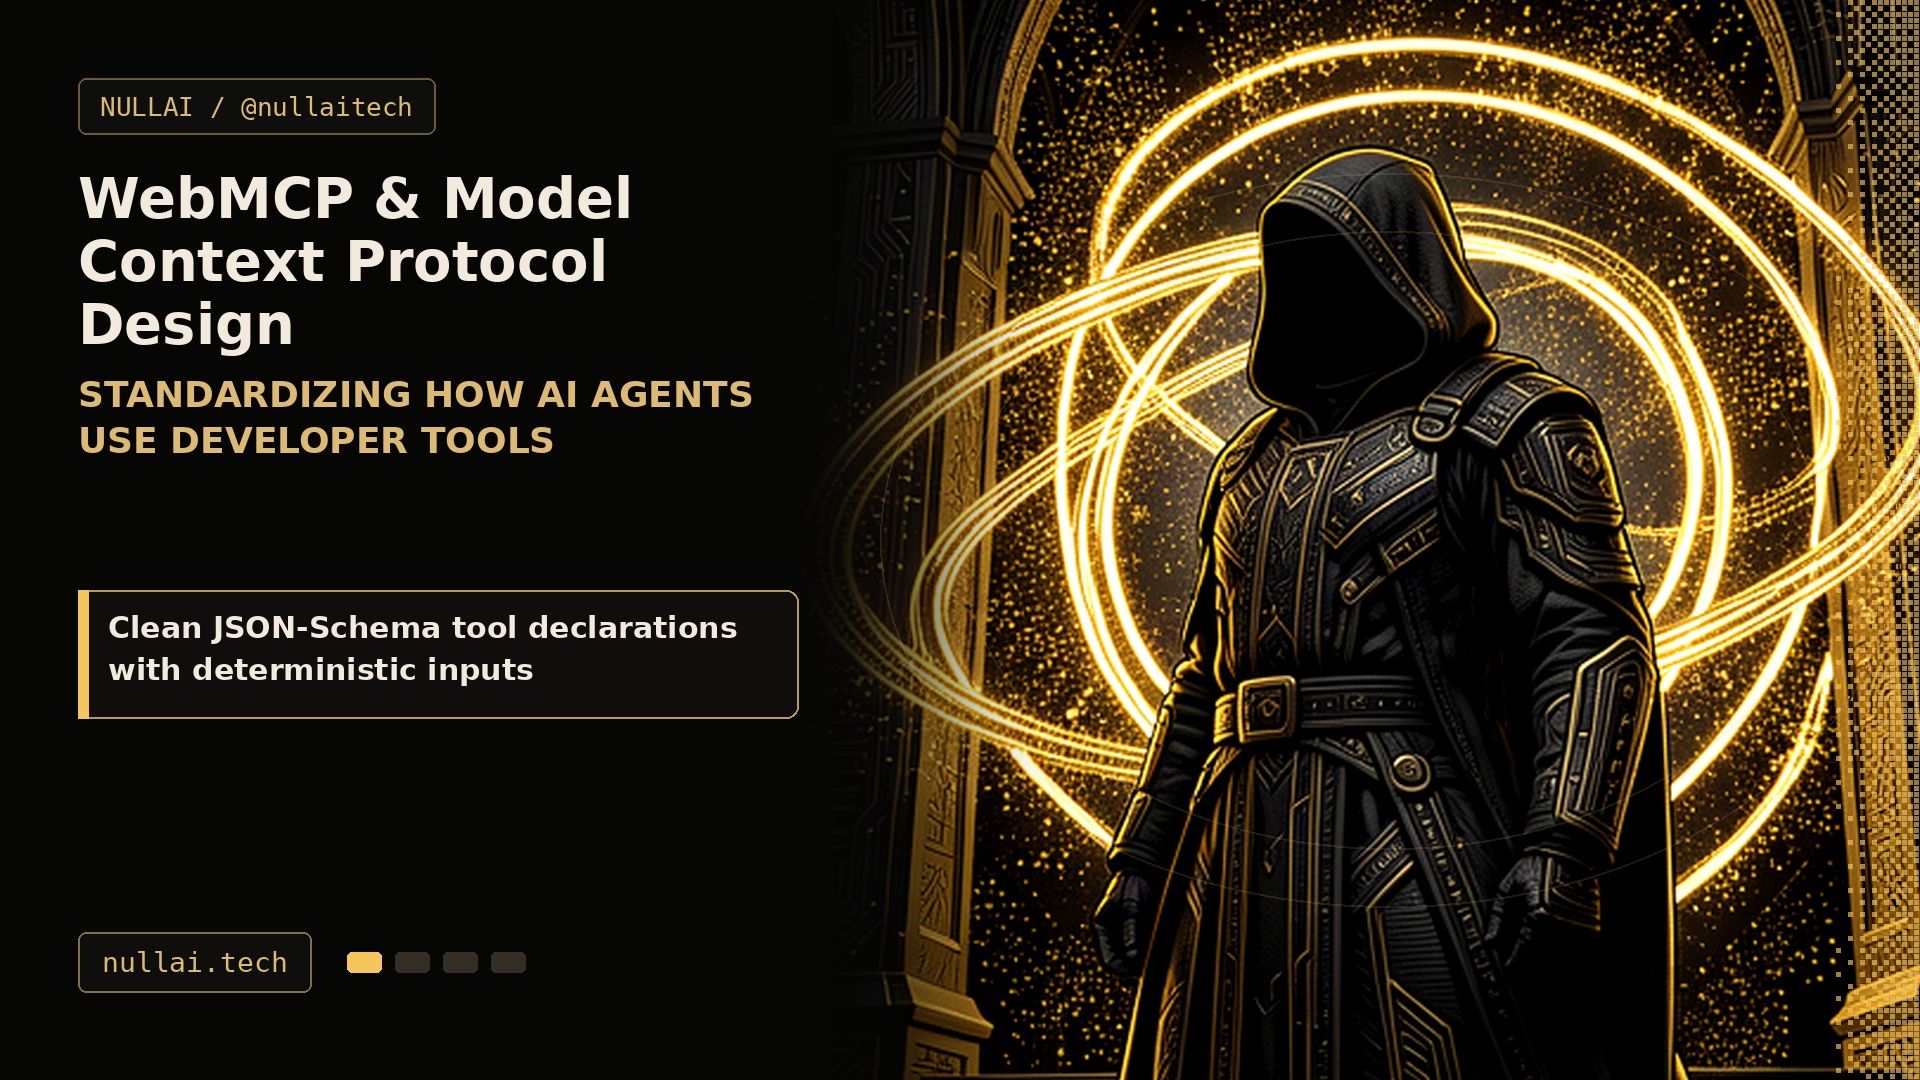 NULLAI / @nullaitech
WebMCP & Model
Context Protocol
Design
STANDARDIZING HOW AI AGENTS
USE DEVELOPER TOOLS
Clean JSON-Schema tool declarations
with deterministic inputs
nullai.tech